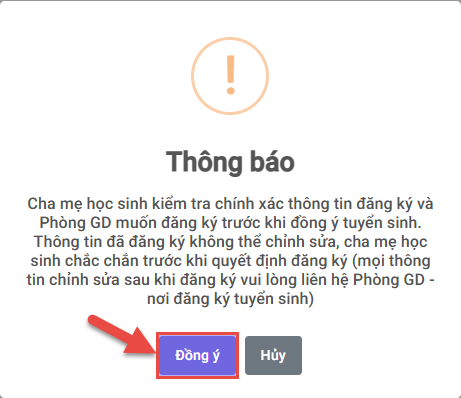 !
Thông báo
Cha mẹ học sinh kiểm tra chính xác thông tin đăng ký và
Phòng GD muốn đăng ký trước khi đồng ý tuyển sinh.
Thông tin đã đăng ký không thể chỉnh sửa, cha mẹ học
sinh chắc chắn trước khi quyết định đăng ký (mọi thông
tin chỉnh sửa sau khi đăng ký vui lòng liên hệ Phòng GD -
nơi đăng ký tuyển sinh)
Đồng ý Hủy